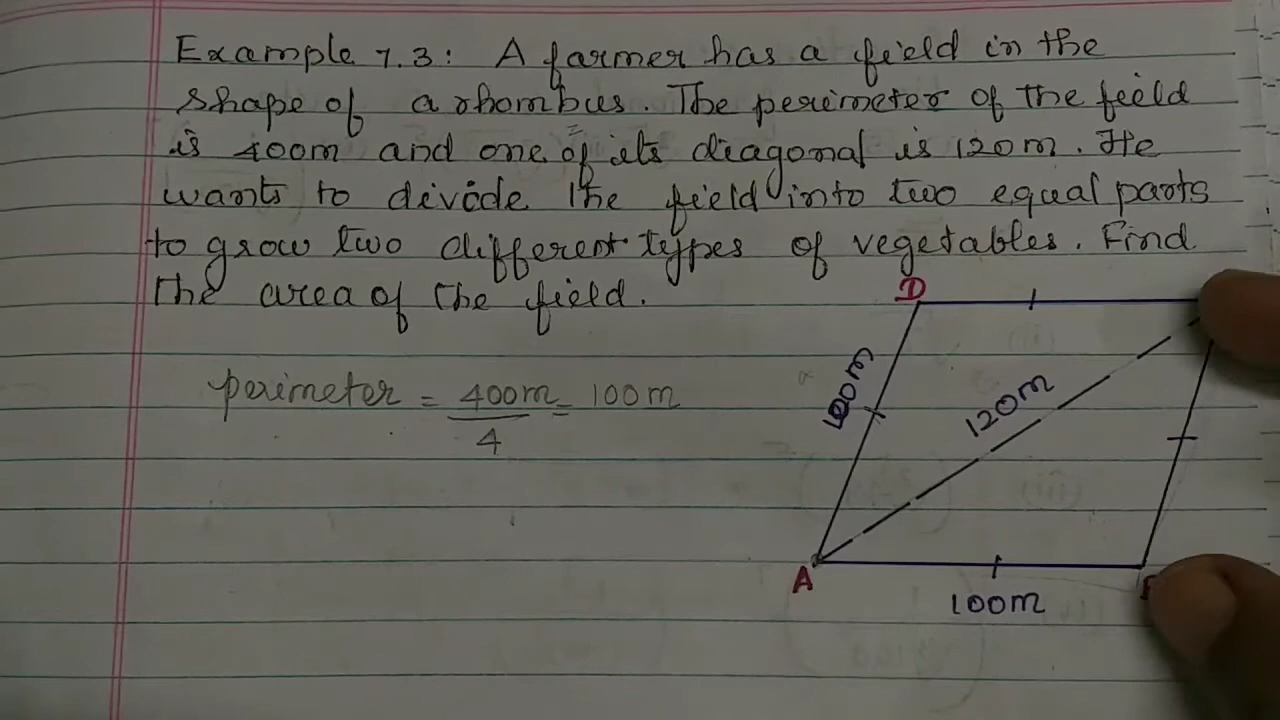 Example 7.3: A farmer has a field in the
shape of a rhombus. The perimeter of the field
is 400m and one of its diagonal is 120m. He
wants to divide the field into two equal parts
to grow two different types of vegetables. Find
the area of the field.
D
perimeter = 400m = 100m
4
100m
120m
A
100m